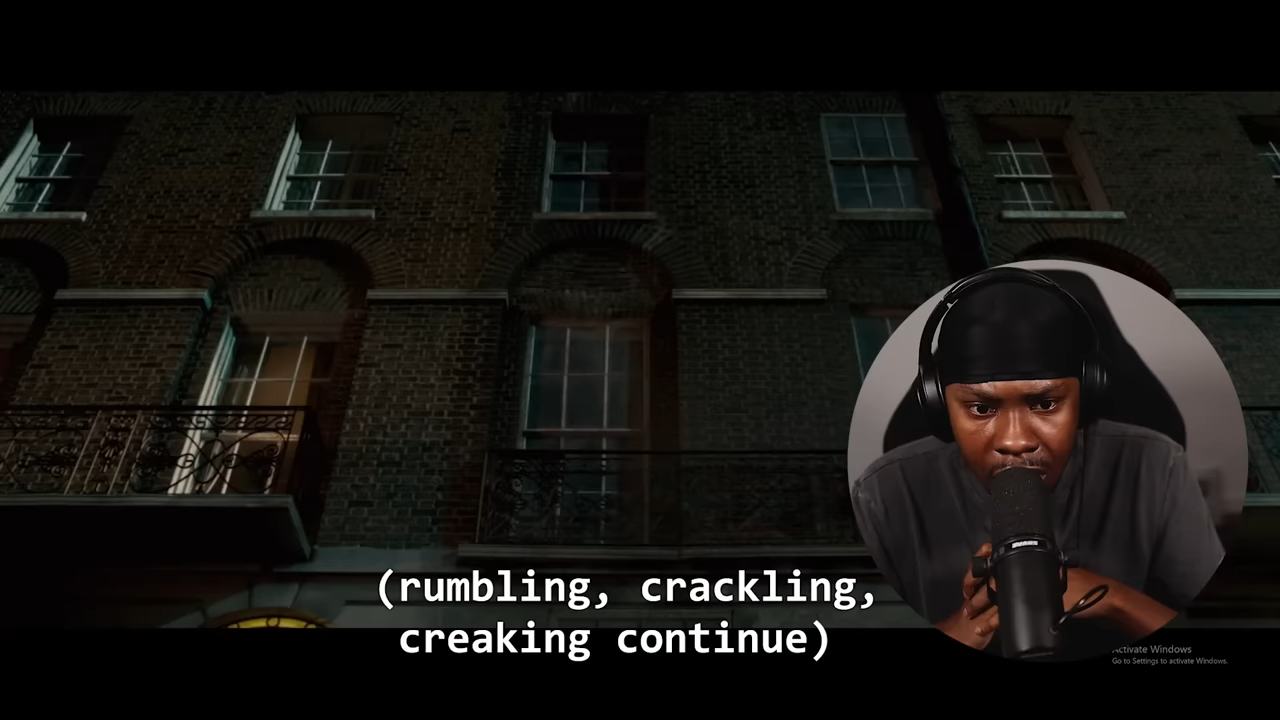 (rumbling, crackling,
creaking continue)
Activate Windows
Go to Settings to activate Windows.